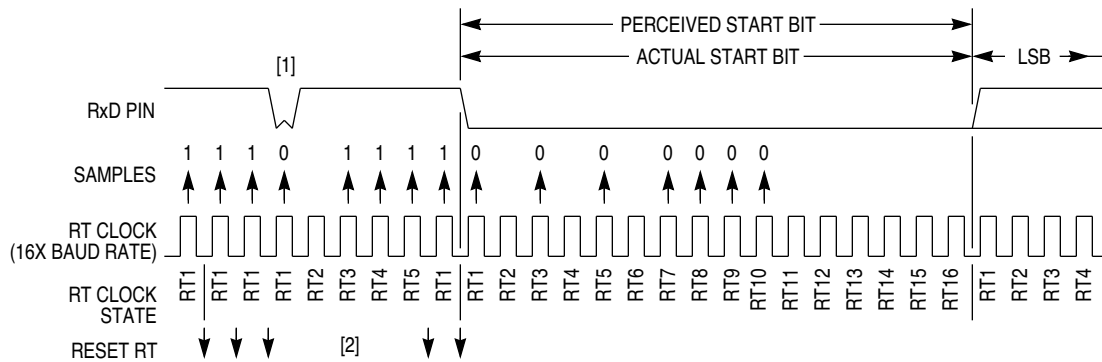 PERCEIVED START BIT
ACTUAL START BIT
LSB
[1]
RxD PIN
1 1 1 0 1 1 1 1 0 0 0 0 0 0 0
SAMPLES
RT CLOCK
(16X BAUD RATE)
RT1 RT1 RT1 RT1 RT2 RT3 RT4 RT5 RT1 RT1 RT2 RT3 RT4 RT5 RT6 RT7 RT8 RT9 RT10 RT11 RT12 RT13 RT14 RT15 RT16 RT1 RT2 RT3 RT4
RT CLOCK
STATE
RESET RT
[2]